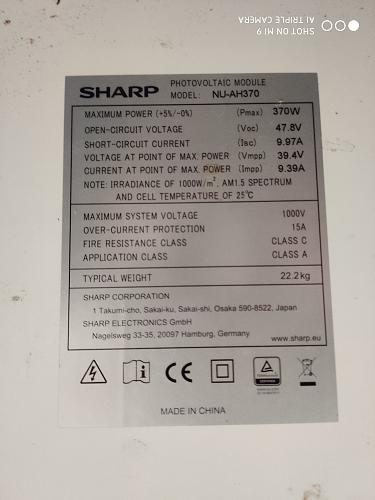 SHOT ON MI 9
AI TRIPLE CAMERA
SHARP PHOTOVOLTAIC MODULE
MODEL: NU-AH370
MAXIMUM POWER (+5%/-0%) (Pmax) 370W
OPEN-CIRCUIT VOLTAGE (Voc) 47.8V
SHORT-CIRCUIT CURRENT (Isc) 9.97A
VOLTAGE AT POINT OF MAX. POWER (Vmpp) 39.4V
CURRENT AT POINT OF MAX. POWER (Impp) 9.39A
NOTE: IRRADIANCE OF 1000W/m², AM1.5 SPECTRUM
AND CELL TEMPERATURE OF 25℃
MAXIMUM SYSTEM VOLTAGE 1000V
OVER-CURRENT PROTECTION 15A
FIRE RESISTANCE CLASS CLASS C
APPLICATION CLASS CLASS A
TYPICAL WEIGHT 22.2kg
SHARP CORPORATION
1 Takumi-cho, Sakai-ku, Sakai-shi, Osaka 590-8522, Japan
SHARP ELECTRONICS GmbH
Nagelsweg 33-35, 20097 Hamburg, Germany
www.sharp.eu
i CE
MADE IN CHINA